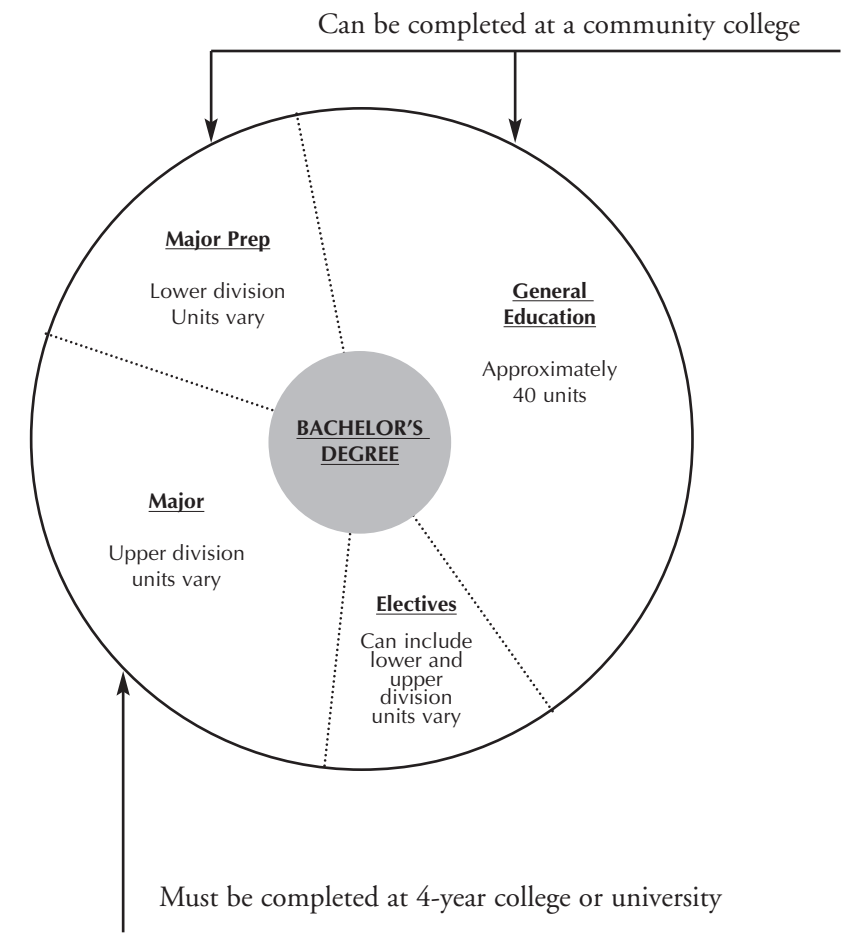 Can be completed at a community college
Major Prep
Lower division
Units vary
General
Education
Approximately
40 units
BACHELOR'S
DEGREE
Major
Upper division
units vary
Electives
Can include
lower and
upper
division
units vary
Must be completed at 4-year college or university